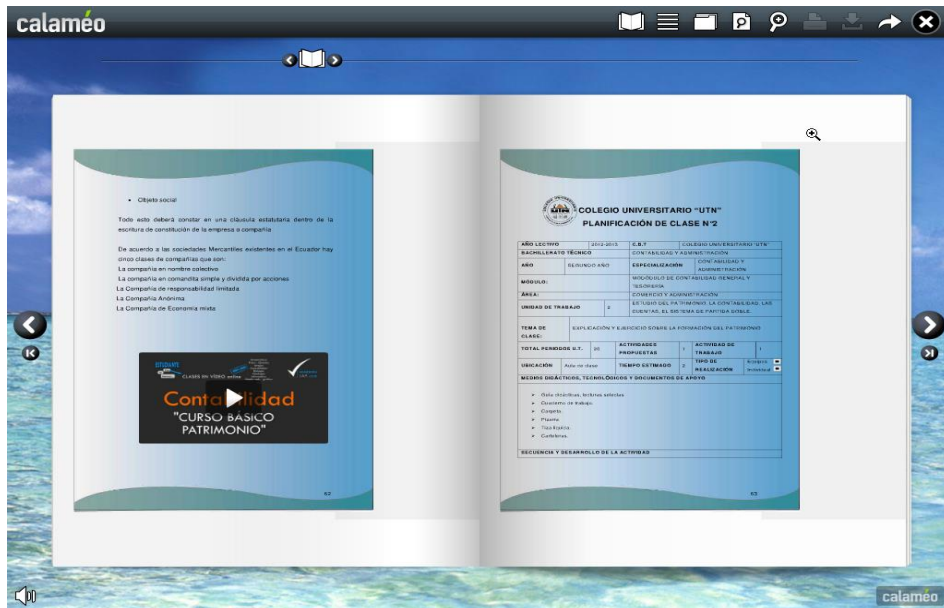 calaméo
• Objeto social
Todo esto deberá constar en una cláusula estatutaria dentro de la
escritura de constitución de la empresa o compañía
De acuerdo a las sociedades Mercantiles existentes en el Ecuador hay
cinco clases de compañías que son:
La compañía en nombre colectivo
La compañía en comandita simple y dividida por acciones
La Compañía de responsabilidad limitada
La Compañía Anónima
La Compañía de Economía mixta
CLASES EN VÍDEO online
Contabilidad
"CURSO BÁSICO
PATRIMONIO"
62
COLEGIO UNIVERSITARIO "UTN"
PLANIFICACIÓN DE CLASE N°2
AÑO LECTIVO 2012-2013 C.B.T COLEGIO UNIVERSITARIO "UTN"
BACHILLERATO TÉCNICO CONTABILIDAD Y ADMINISTRACIÓN
AÑO SEGUNDO AÑO ESPECIALIZACIÓN CONTABILIDAD Y
ADMINISTRACIÓN
MÓDULO: DE CONTABILIDAD GENERAL Y
TESORERÍA
ÁREA: COMERCIO Y ADMINISTRACIÓN
UNIDAD DE TRABAJO 2 ESTUDIO DEL PATRIMONIO, LA CONTABILIDAD, LAS
CUENTAS, EL SISTEMA DE PARTIDA DOBLE.
TEMA DE
CLASE: EXPLICACIÓN Y EJERCICIO SOBRE LA FORMACIÓN DEL PATRIMONIO
TOTAL PERIODOS U.T. ACTIVIDADES
PROPUESTAS 1 ACTIVIDAD DE
TRABAJO 1
UBICACIÓN Aula de clase TIEMPO ESTIMADO 2 TIPO DE
REALIZACIÓN Individual
MEDIOS DIDÁCTICOS, TECNOLÓGICOS Y DOCUMENTOS DE APOYO
➢ Guía didácticas, lecturas selectas
➢ Cuaderno de trabajo.
➢ Carpeta.
➢ Pizarra.
➢ Tiza líquida.
➢ Carteleras.
SECUENCIA Y DESARROLLO DE LA ACTIVIDAD
63
calaméo